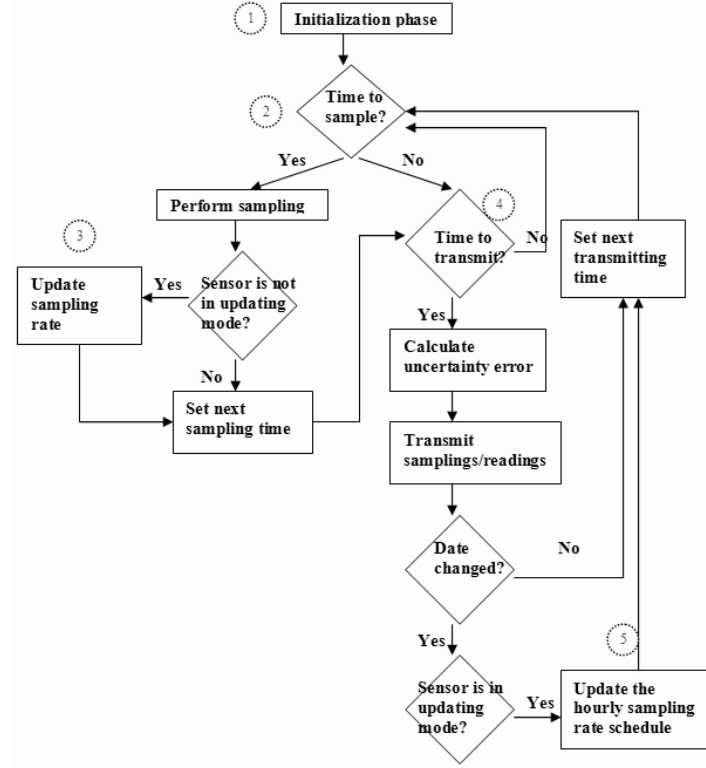 1
Initialization phase
2
Time to
sample?
Yes
No
Perform sampling
3
Sensor is not
in updating
mode?
Yes
Update
sampling
rate
No
Set next
sampling time
4
Time to
transmit?
No
Set next
transmitting
time
Yes
Calculate
uncertainty error
Transmit
samplings/readings
Date
changed?
No
Yes
Sensor is in
updating
mode?
Yes
5
Update the
hourly sampling
rate schedule